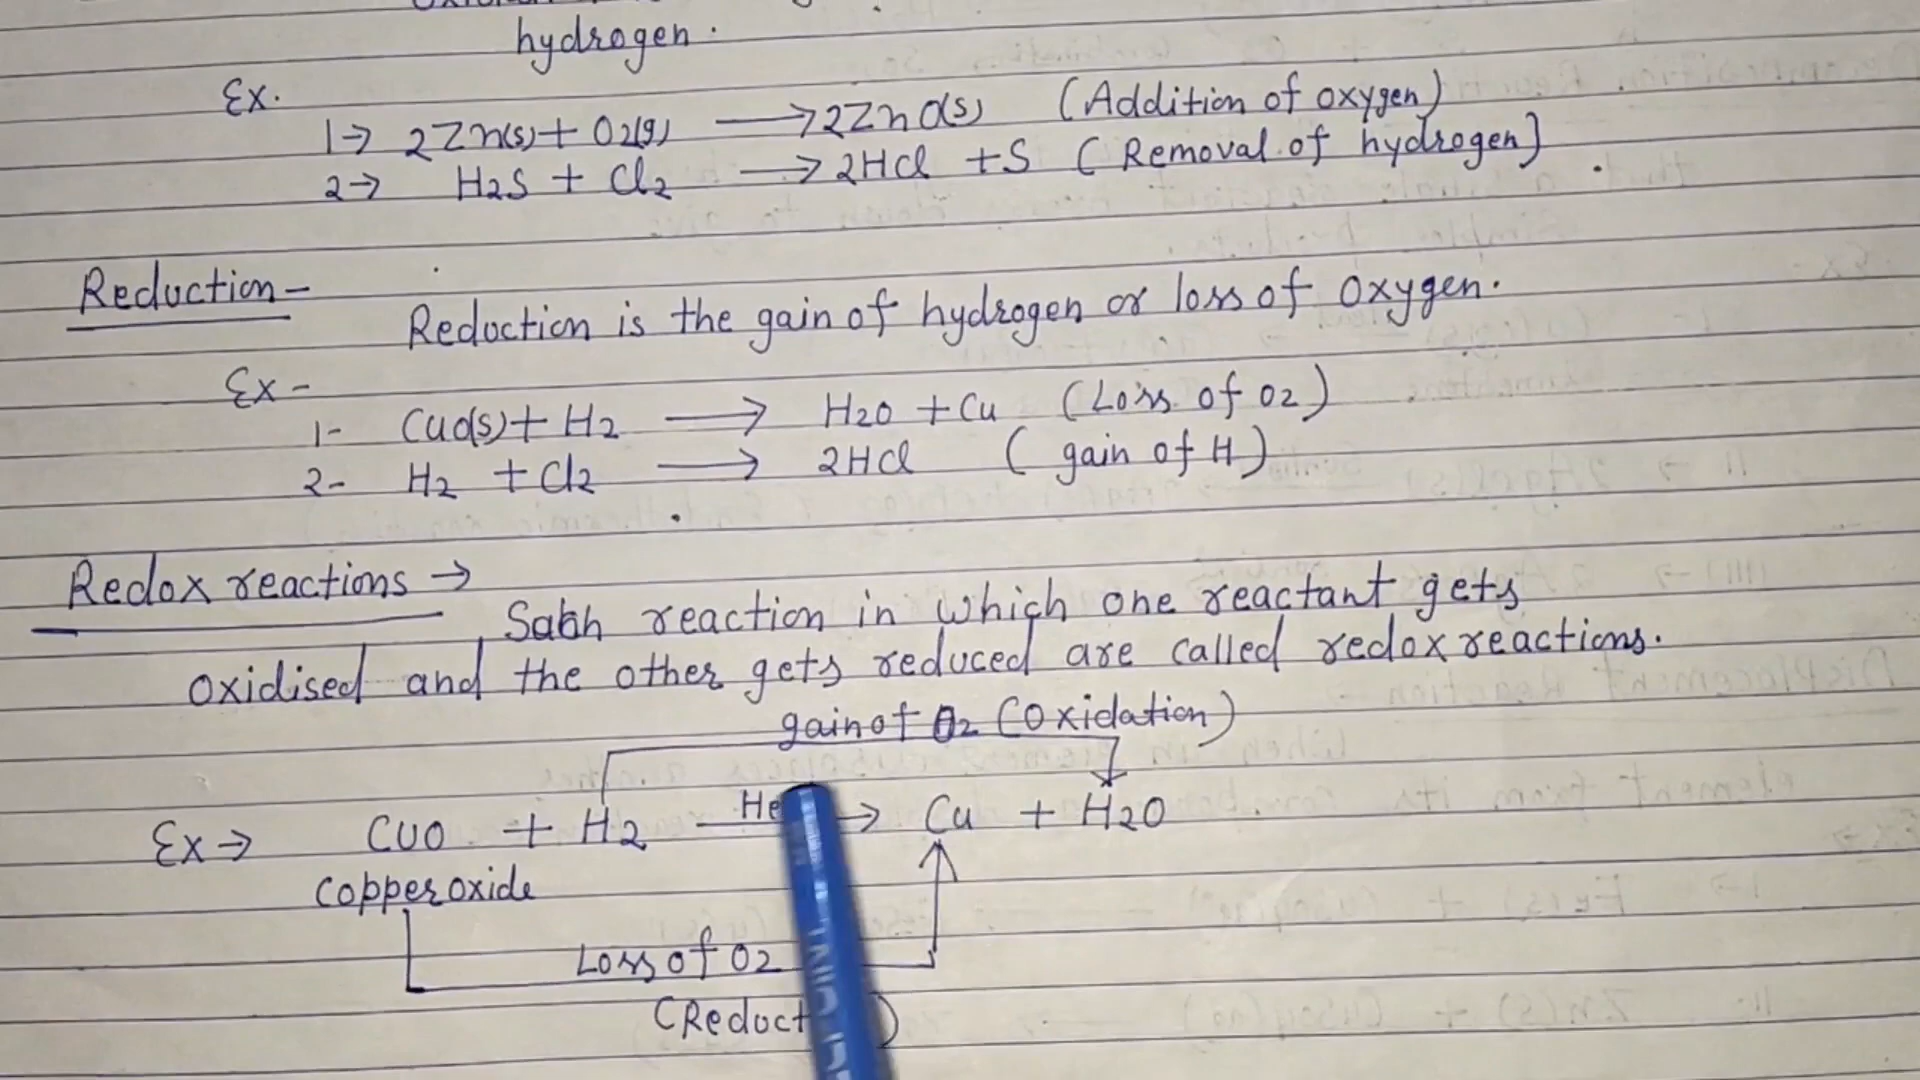 hydrogen.
Ex.
1→ 2Zn(s) + O2(g) → 2ZnO(s) (Addition of oxygen)
2→ H2S + Cl2 → 2HCl + S (Removal of hydrogen]
Reduction-
Reduction is the gain of hydrogen or loss of oxygen.
Ex-
1- CuO(s) + H2 → H2O + Cu (Loss of O2)
2- H2 + Cl2 → 2HCl (gain of H)
Redox reactions →
reaction in which one reactant gets
oxidised and the other gets reduced are called redox reactions.
gain of O2 (Oxidation)
Ex→ CuO + H2 → Cu + H2O
Copper oxide
Loss of O2